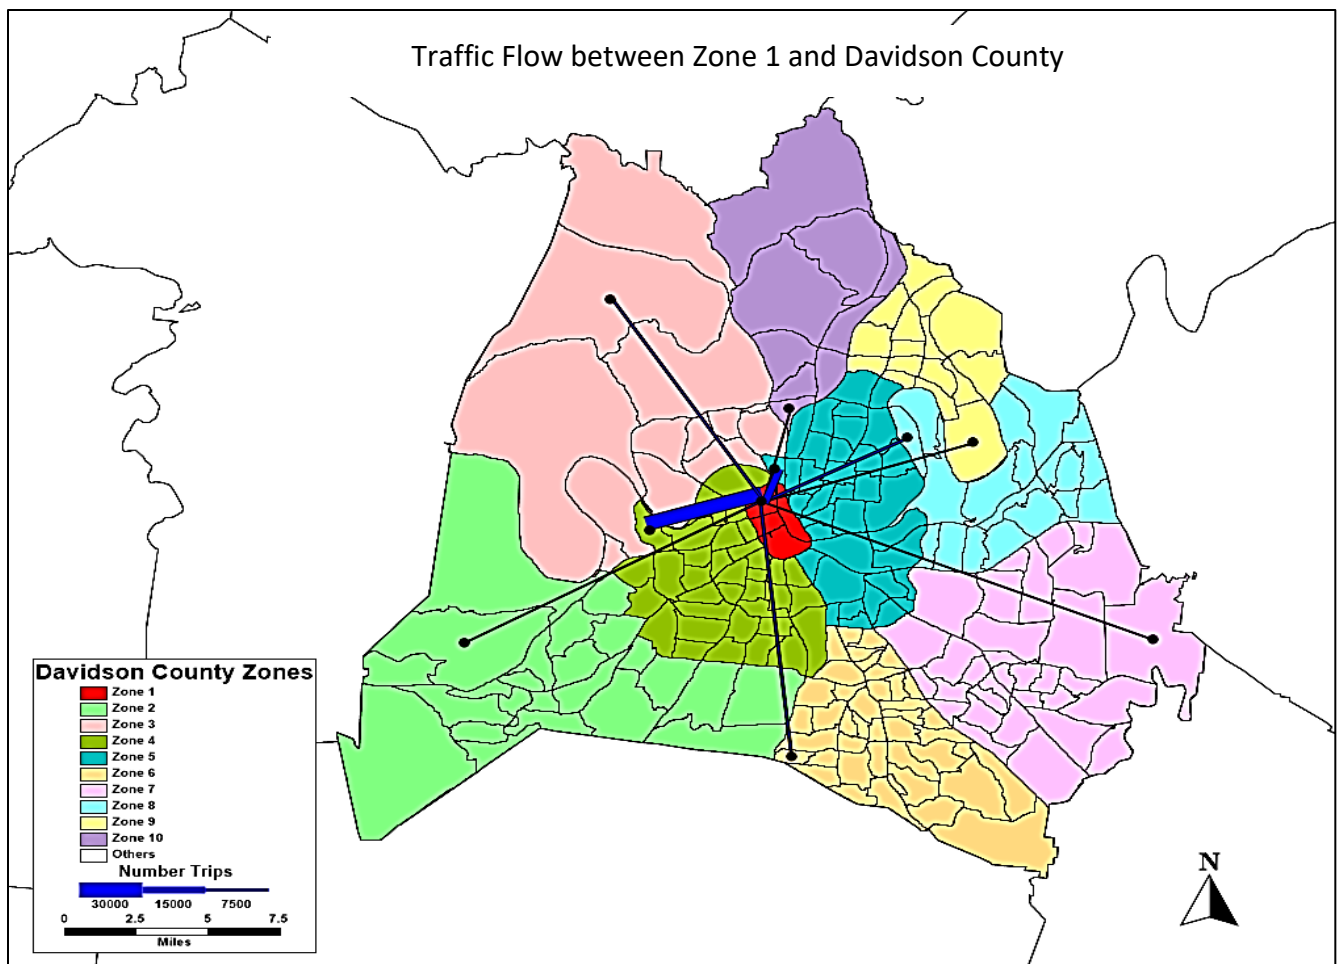 Traffic Flow between Zone 1 and Davidson County
Davidson County Zones
Zone 1
Zone 2
Zone 3
Zone 4
Zone 5
Zone 6
Zone 7
Zone 8
Zone 9
Zone 10
Others
Number Trips
30000 15000 7500
0 2.5 5 7.5
Miles
N